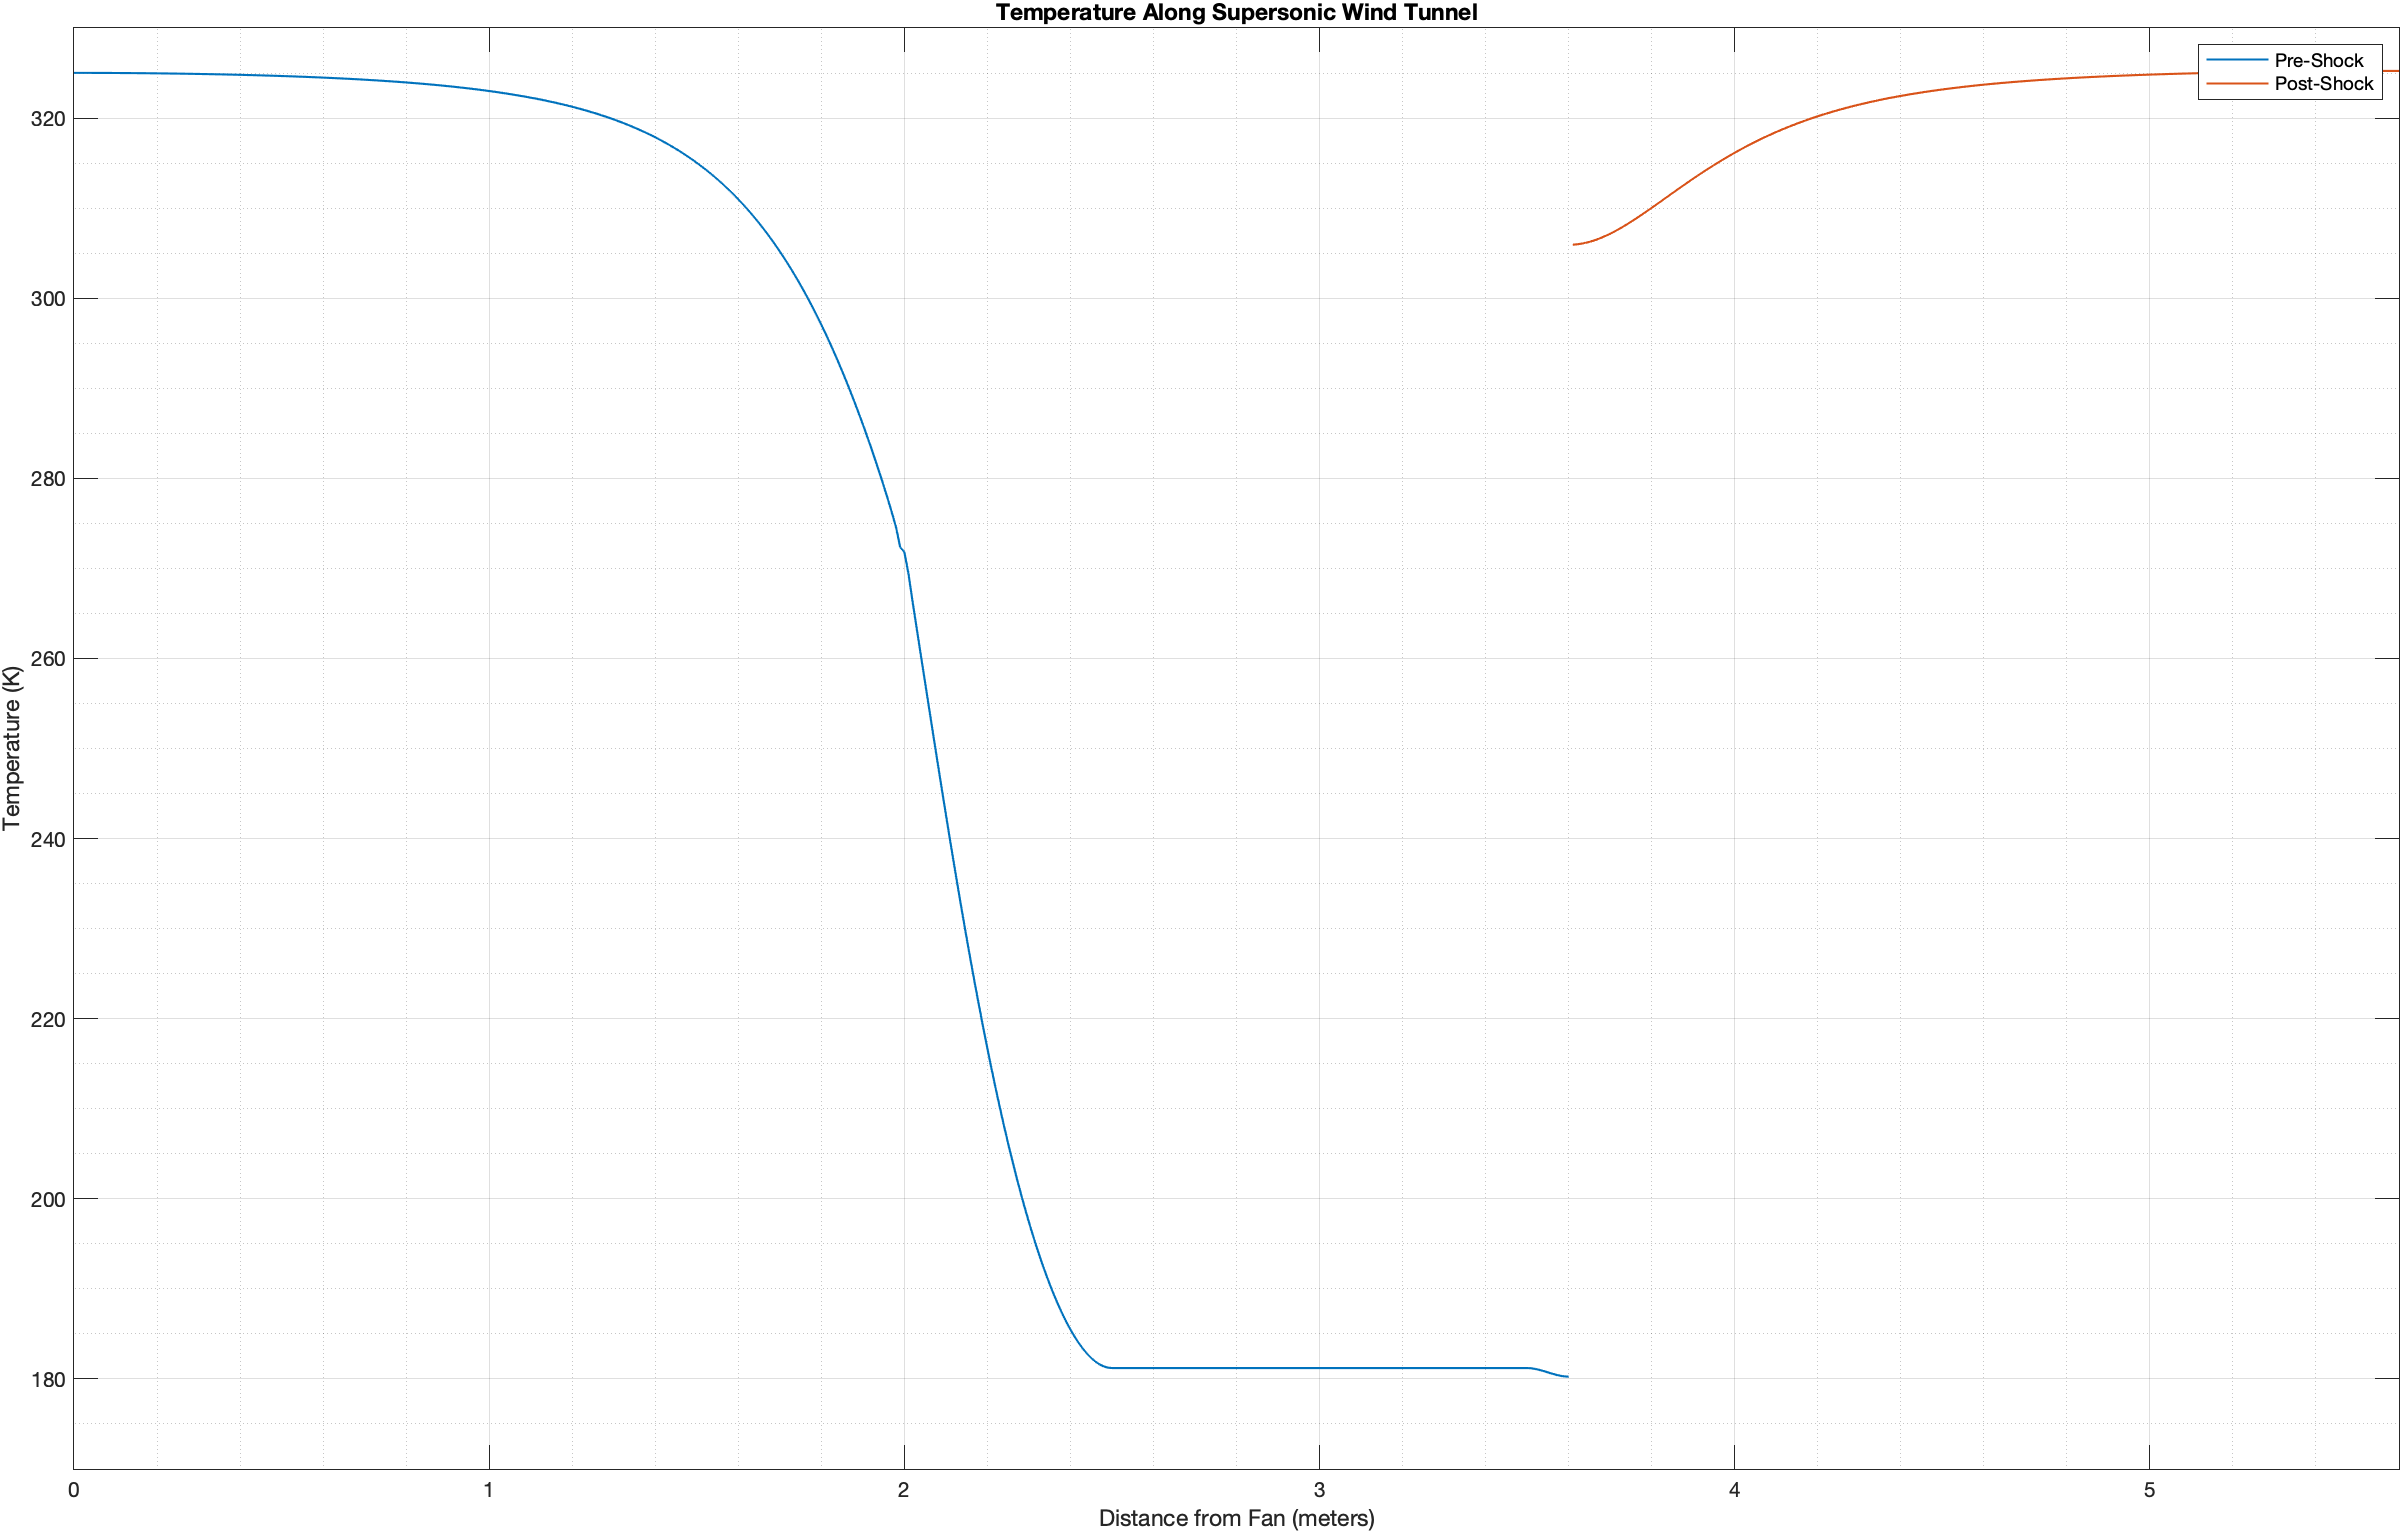 Temperature Along Supersonic Wind Tunnel
Pre-Shock
Post-Shock
Temperature (K)
320
300
280
260
240
220
200
180
0 1 2 3 4 5
Distance from Fan (meters)